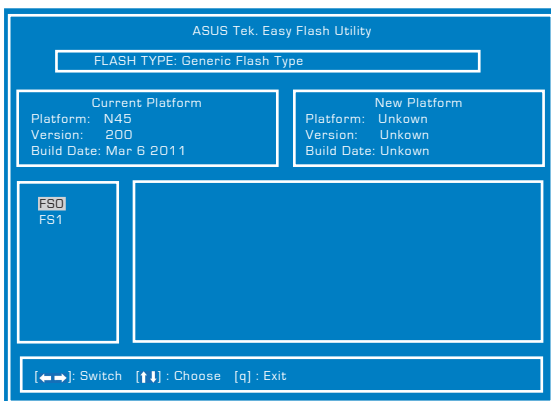 ASUS Tek. Easy Flash Utility
FLASH TYPE: Generic Flash Type
Current Platform
Platform: N45
Version: 200
Build Date: Mar 6 2011
New Platform
Platform: Unkown
Version: Unkown
Build Date: Unkown
FS0
FS1
[←→]: Switch [↑↓] : Choose [q] : Exit